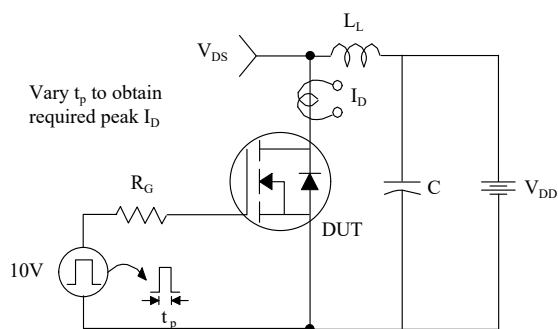 L_L
V_DS
I_D
Vary t_p to obtain
required peak I_D
R_G
C
V_DD
DUT
10V
t_p